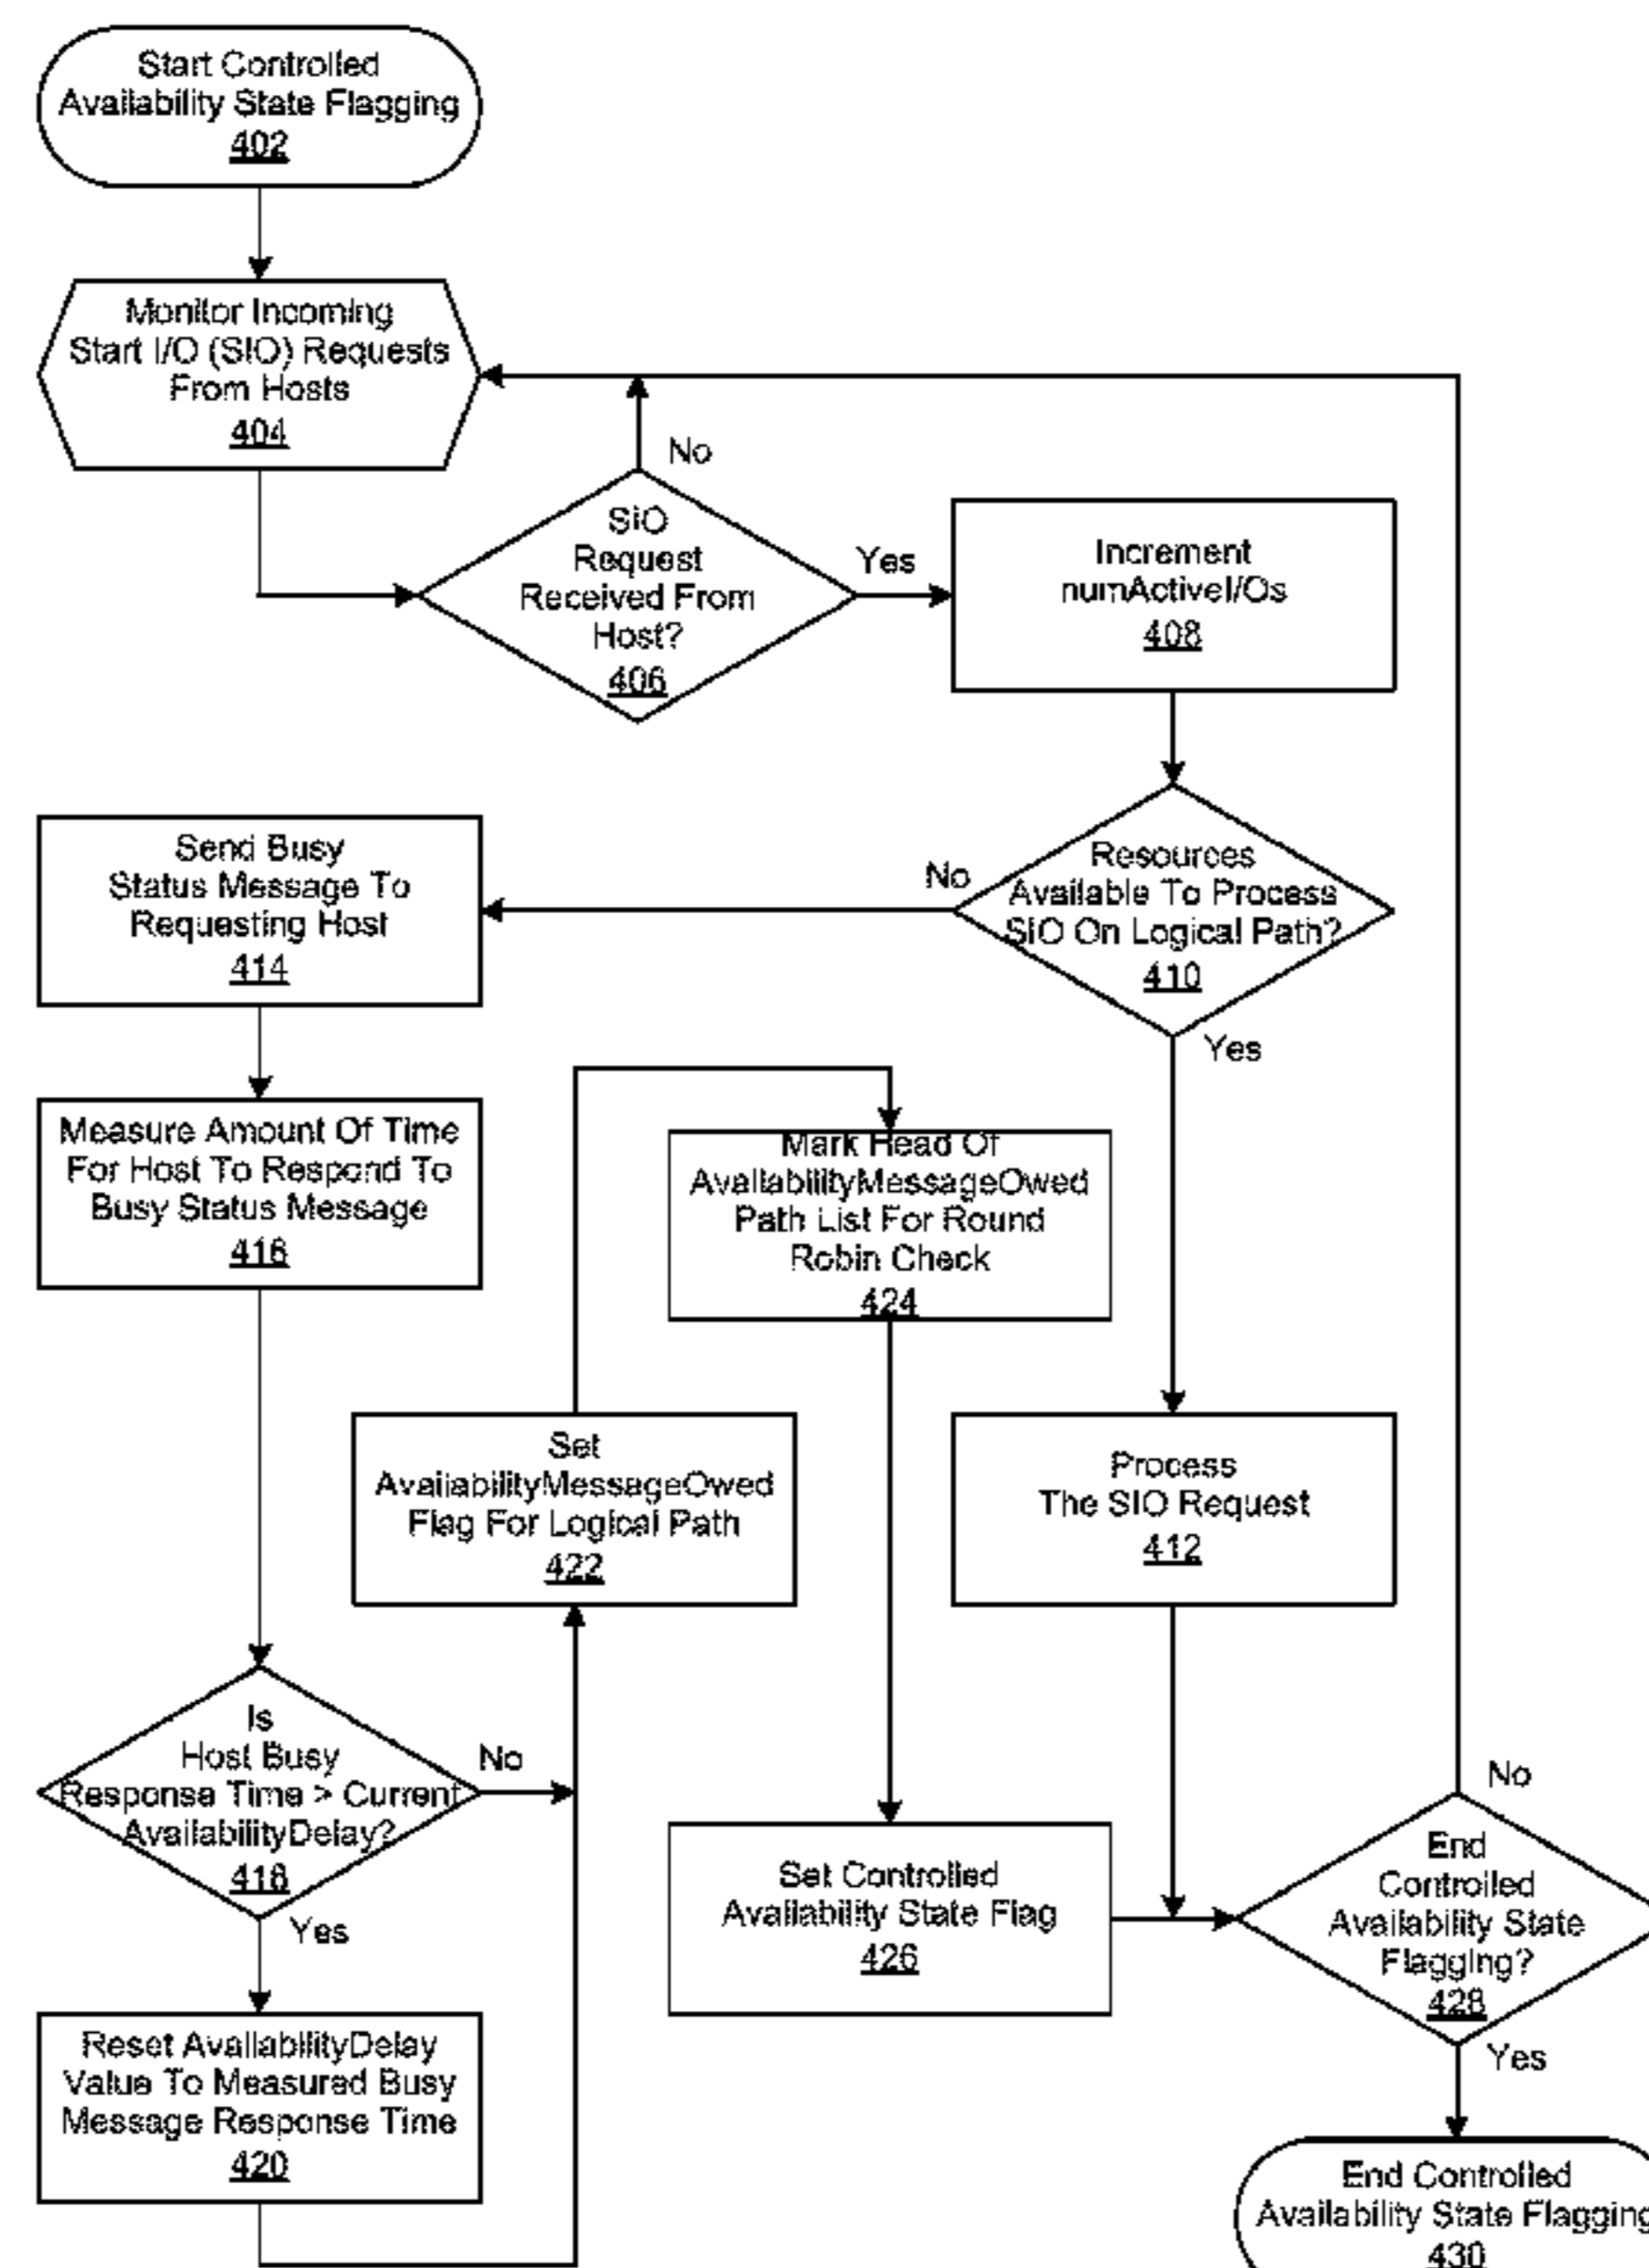 Start Controlled
Availability State Flagging
402
Monitor Incoming
Start I/O (SIO) Requests
From Hosts
404
No
SIO
Request
Received From
Host?
406
Yes
Increment
numActiveI/Os
408
Resources
Available To Process
SIO On Logical Path?
410
No
Yes
Send Busy
Status Message To
Requesting Host
414
Measure Amount Of Time
For Host To Respond To
Busy Status Message
416
Mark Head Of
AvailabilityMessageOwed
Path List For Round
Robin Check
424
Set
AvailabilityMessageOwed
Flag For Logical Path
422
Process
The SIO Request
412
Is
Host Busy
Response Time > Current
AvailabilityDelay?
418
No
Yes
Set Controlled
Availability State Flag
426
No
End
Controlled
Availability State
Flagging?
428
Yes
Reset AvailabilityDelay
Value To Measured Busy
Message Response Time
420
End Controlled
Availability State Flagging
430